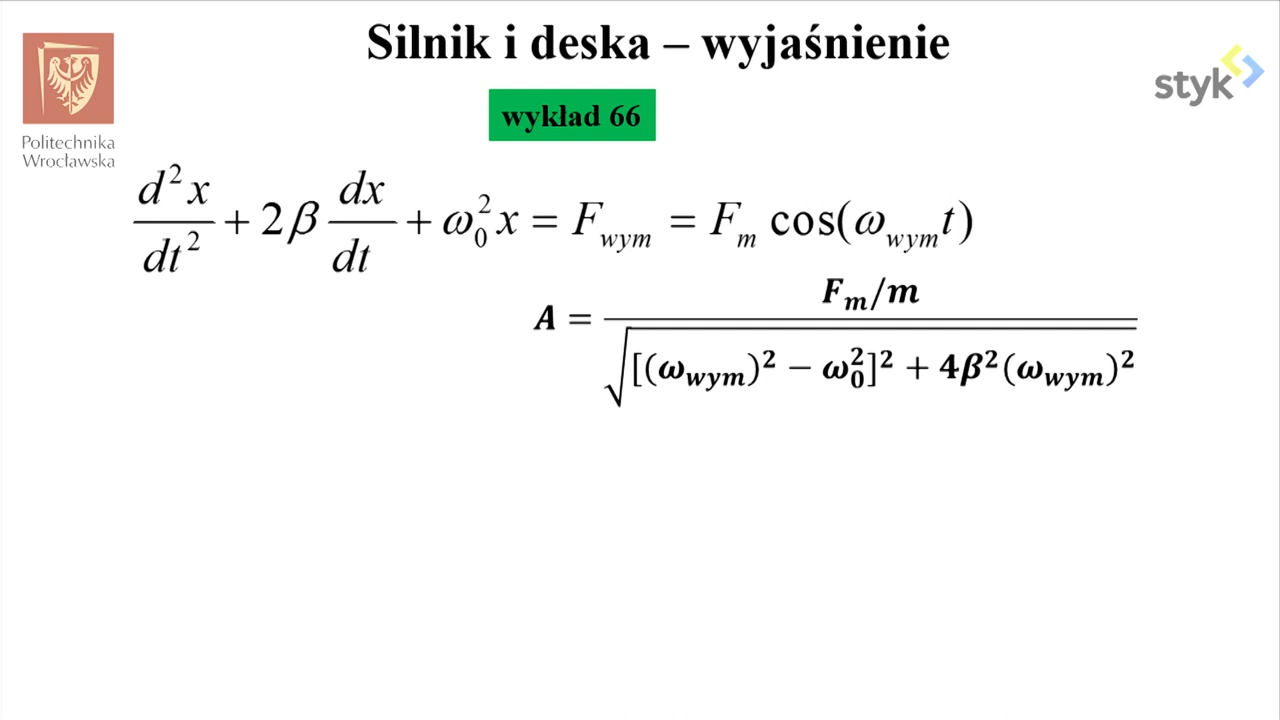 Silnik i deska – wyjaśnienie
styk
wykład 66
Politechnika
Wrocławska
d²x/dt² + 2β dx/dt + ω₀²x = F_wym = F_m cos(ω_wym t)
A = F_m/m / √([(ω_wym)² − ω₀²]² + 4β²(ω_wym)²)